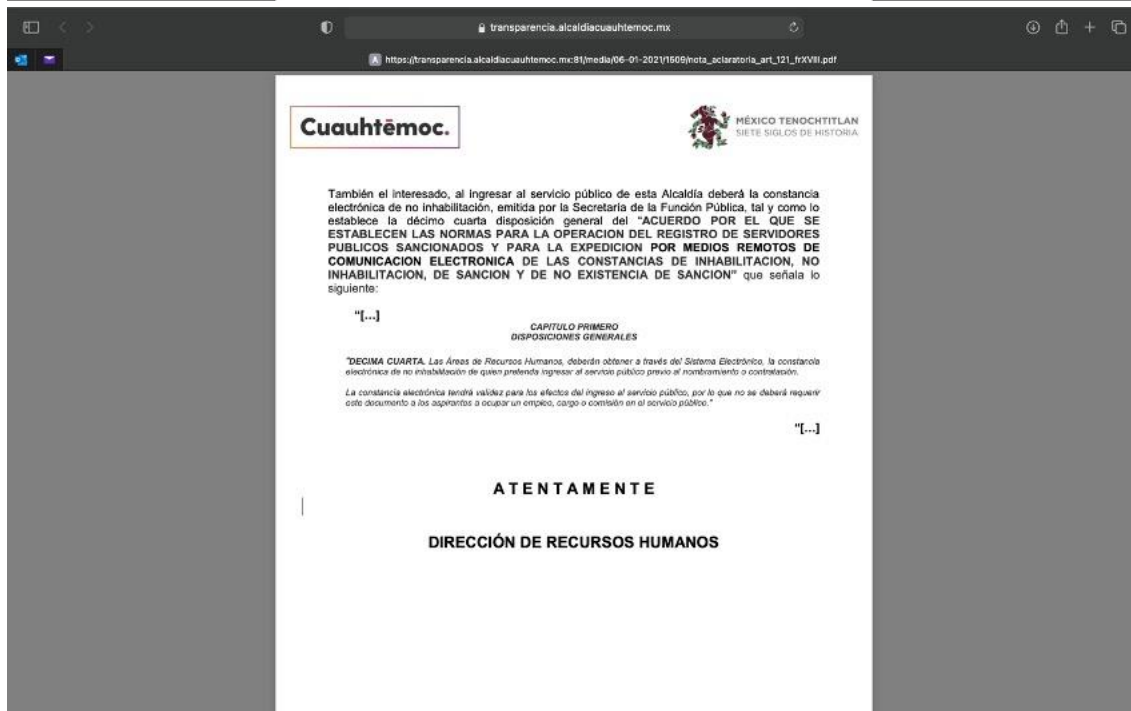 transparencia.alcaldiacuauhtemoc.mx
https://transparencia.alcaldiacuauhtemoc.mx:81/media/06-01-2021/1509/nota_aclaratoria_art_121_frXVIII.pdf
Cuauhtēmoc.
MÉXICO TENOCHTITLAN
SIETE SIGLOS DE HISTORIA
También el interesado, al ingresar al servicio público de esta Alcaldía deberá la constancia
electrónica de no inhabilitación, emitida por la Secretaría de la Función Pública, tal y como lo
establece la décimo cuarta disposición general del "ACUERDO POR EL QUE SE
ESTABLECEN LAS NORMAS PARA LA OPERACION DEL REGISTRO DE SERVIDORES
PUBLICOS SANCIONADOS Y PARA LA EXPEDICION POR MEDIOS REMOTOS DE
COMUNICACION ELECTRONICA DE LAS CONSTANCIAS DE INHABILITACION, NO
INHABILITACION, DE SANCION Y DE NO EXISTENCIA DE SANCION" que señala lo
siguiente:
"[...]
CAPITULO PRIMERO
DISPOSICIONES GENERALES
"DECIMA CUARTA. Las Áreas de Recursos Humanos, deberán obtener a través del Sistema Electrónico, la constancia
electrónica de no inhabilitación de quien pretenda ingresar al servicio público previo al nombramiento o contratación.
La constancia electrónica tendrá validez para los efectos del ingreso al servicio público, por lo que no se deberá requerir
este documento a los aspirantes a ocupar un empleo, cargo o comisión en el servicio público."
"[...]
ATENTAMENTE
DIRECCIÓN DE RECURSOS HUMANOS